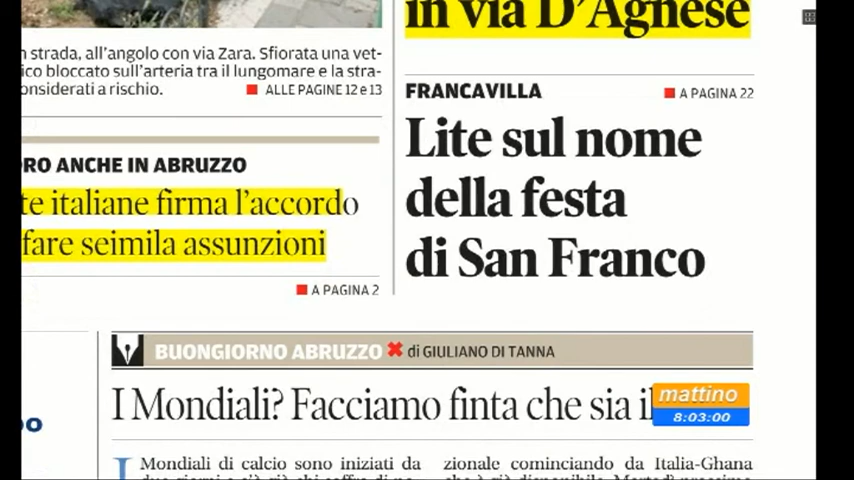 in via D'Agnese
strada, all'angolo con via Zara. Sfiorata una vet-
ico bloccato sull'arteria tra il lungomare e la stra-
onsiderati a rischio.
ALLE PAGINE 12 e 13
ORO ANCHE IN ABRUZZO
te italiane firma l'accordo
fare seimila assunzioni
A PAGINA 2
FRANCAVILLA
A PAGINA 22
Lite sul nome
della festa
di San Franco
BUONGIORNO ABRUZZO di GIULIANO DI TANNA
I Mondiali? Facciamo finta che sia il
mattino
8:03:00
I Mondiali di calcio sono iniziati da
zionale cominciando da Italia-Ghana